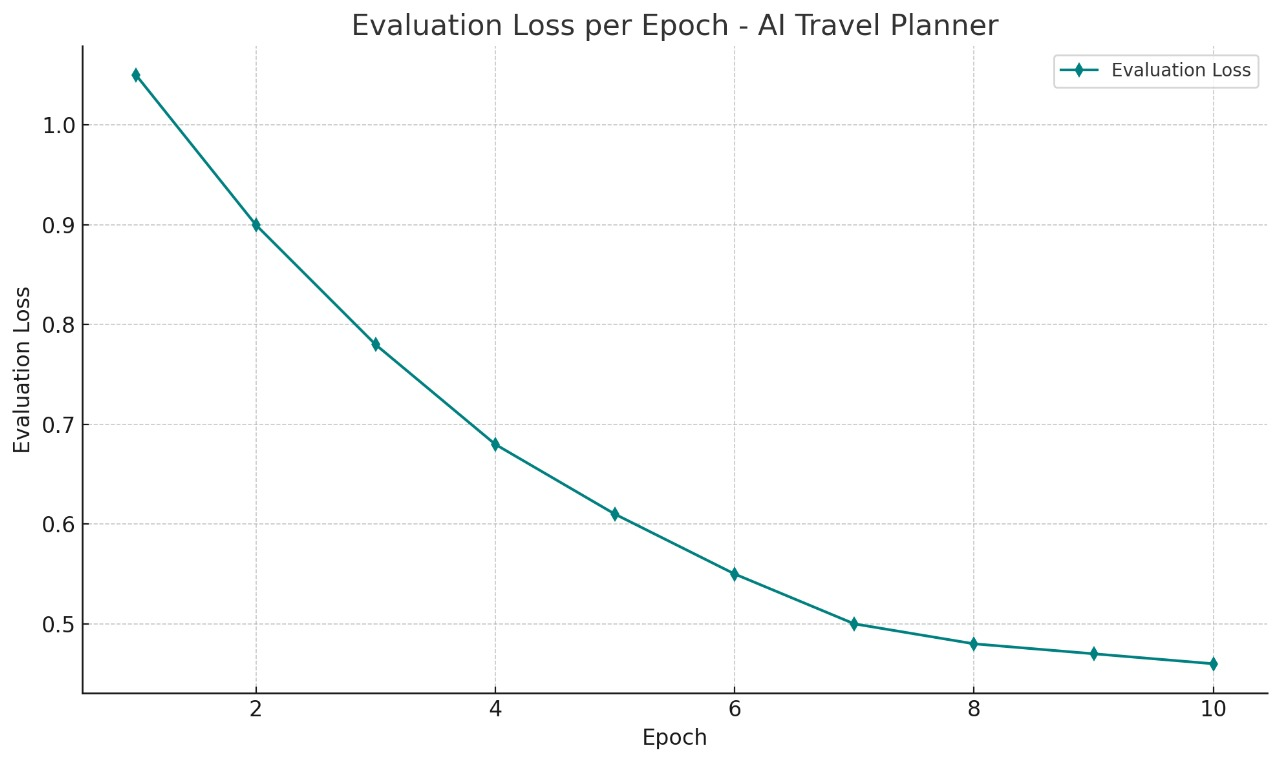 Evaluation Loss per Epoch - AI Travel Planner
Evaluation Loss
1.0
0.9
0.8
0.7
0.6
0.5
Evaluation Loss
2 4 6 8 10
Epoch